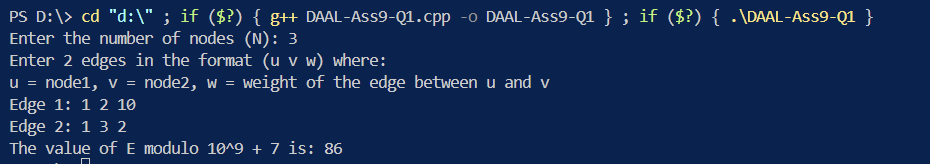 PS D:\> cd "d:\" ; if ($?) { g++ DAAL-Ass9-Q1.cpp -o DAAL-Ass9-Q1 } ; if ($?) { .\DAAL-Ass9-Q1 }
Enter the number of nodes (N): 3
Enter 2 edges in the format (u v w) where:
u = node1, v = node2, w = weight of the edge between u and v
Edge 1: 1 2 10
Edge 2: 1 3 2
The value of E modulo 10^9 + 7 is: 86